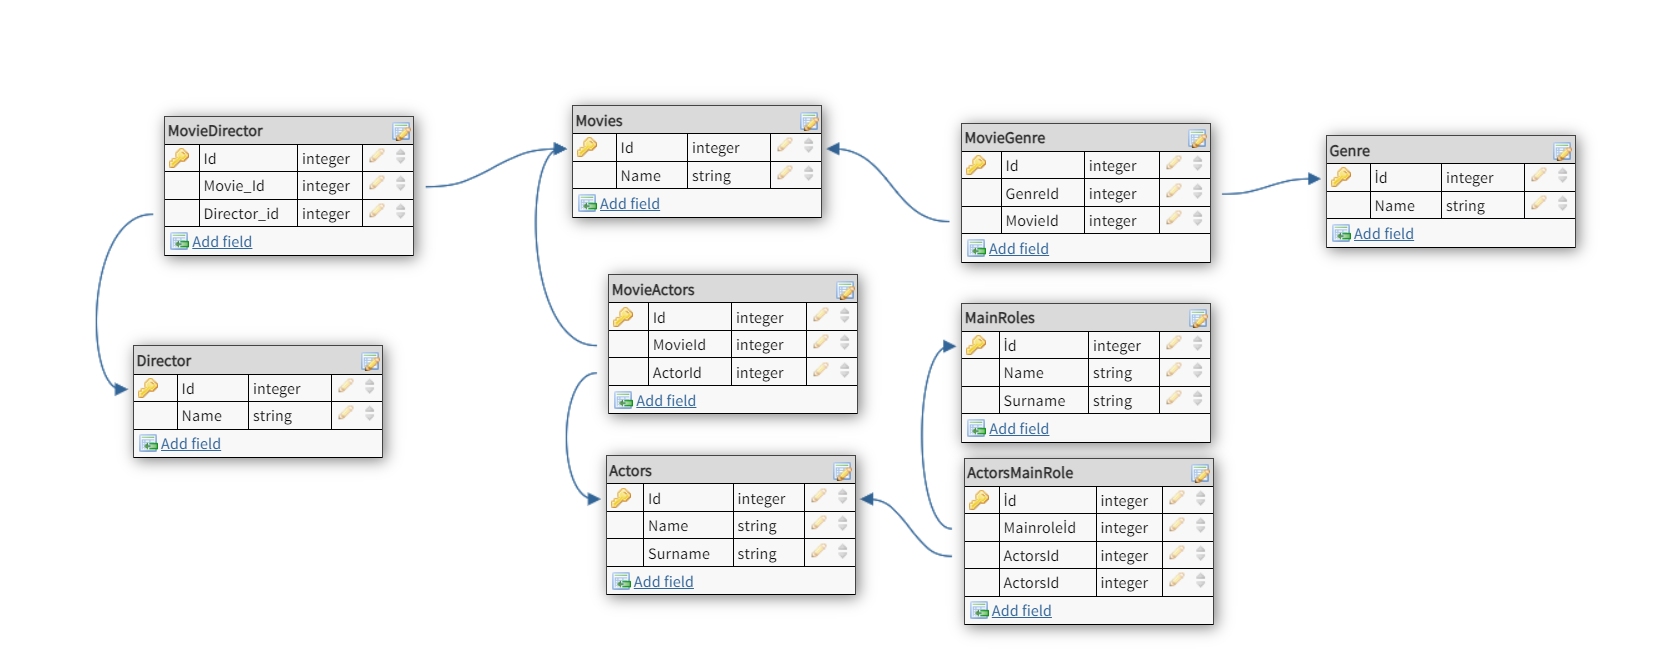 MovieDirector
Id integer
Movie_Id integer
Director_id integer
Add field
Movies
Id integer
Name string
Add field
MovieGenre
Id integer
GenreId integer
MovieId integer
Add field
Genre
İd integer
Name string
Add field
Director
Id integer
Name string
Add field
MovieActors
Id integer
MovieId integer
ActorId integer
Add field
MainRoles
İd integer
Name string
Surname string
Add field
Actors
Id integer
Name string
Surname string
Add field
ActorsMainRole
İd integer
Mainroleİd integer
ActorsId integer
ActorsId integer
Add field